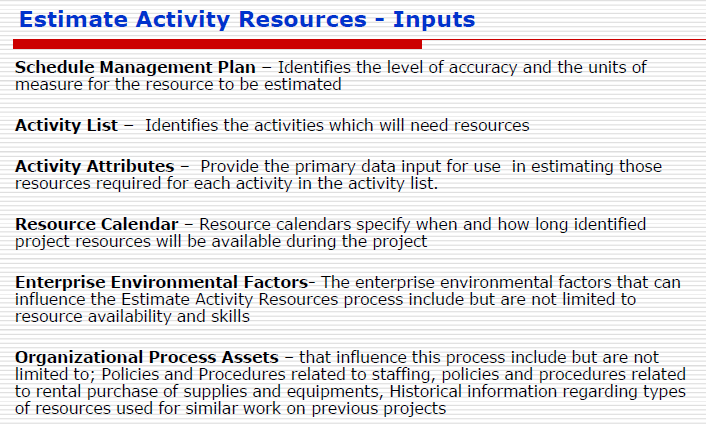 Estimate Activity Resources - Inputs
Schedule Management Plan – Identifies the level of accuracy and the units of
measure for the resource to be estimated
Activity List – Identifies the activities which will need resources
Activity Attributes – Provide the primary data input for use in estimating those
resources required for each activity in the activity list.
Resource Calendar – Resource calendars specify when and how long identified
project resources will be available during the project
Enterprise Environmental Factors- The enterprise environmental factors that can
influence the Estimate Activity Resources process include but are not limited to
resource availability and skills
Organizational Process Assets – that influence this process include but are not
limited to; Policies and Procedures related to staffing, policies and procedures related
to rental purchase of supplies and equipments, Historical information regarding types
of resources used for similar work on previous projects